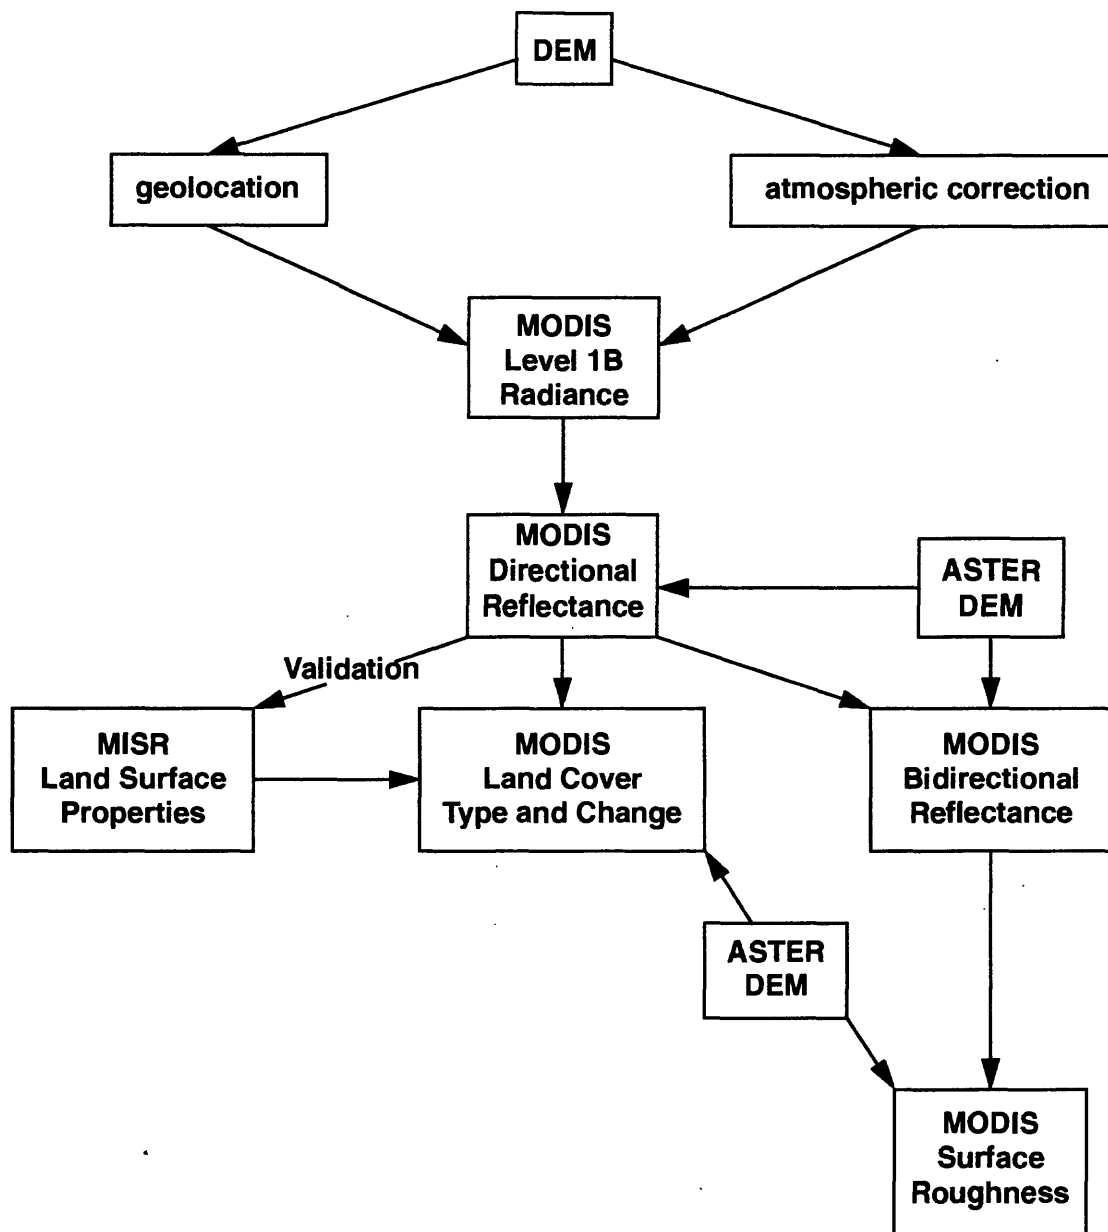 DEM
geolocation
atmospheric correction
MODIS
Level 1B
Radiance
MODIS
Directional
Reflectance
ASTER
DEM
Validation
MISR
Land Surface
Properties
MODIS
Land Cover
Type and Change
MODIS
Bidirectional
Reflectance
ASTER
DEM
MODIS
Surface
Roughness